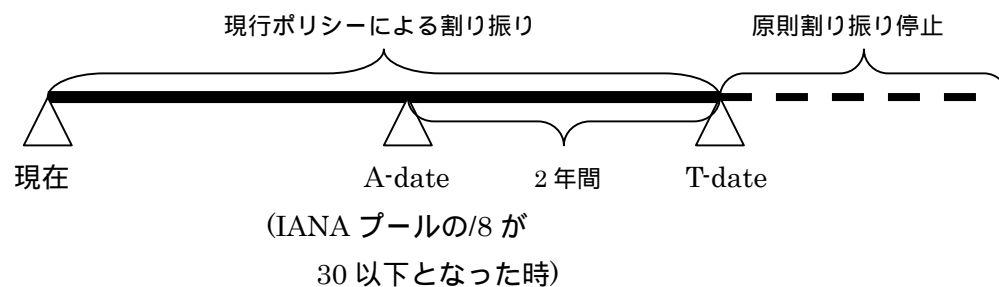 現行ポリシーによる割り振り
原則割り振り停止
現在
A-date
2年間
T-date
(IANA プールの/8 が
30 以下となった時)